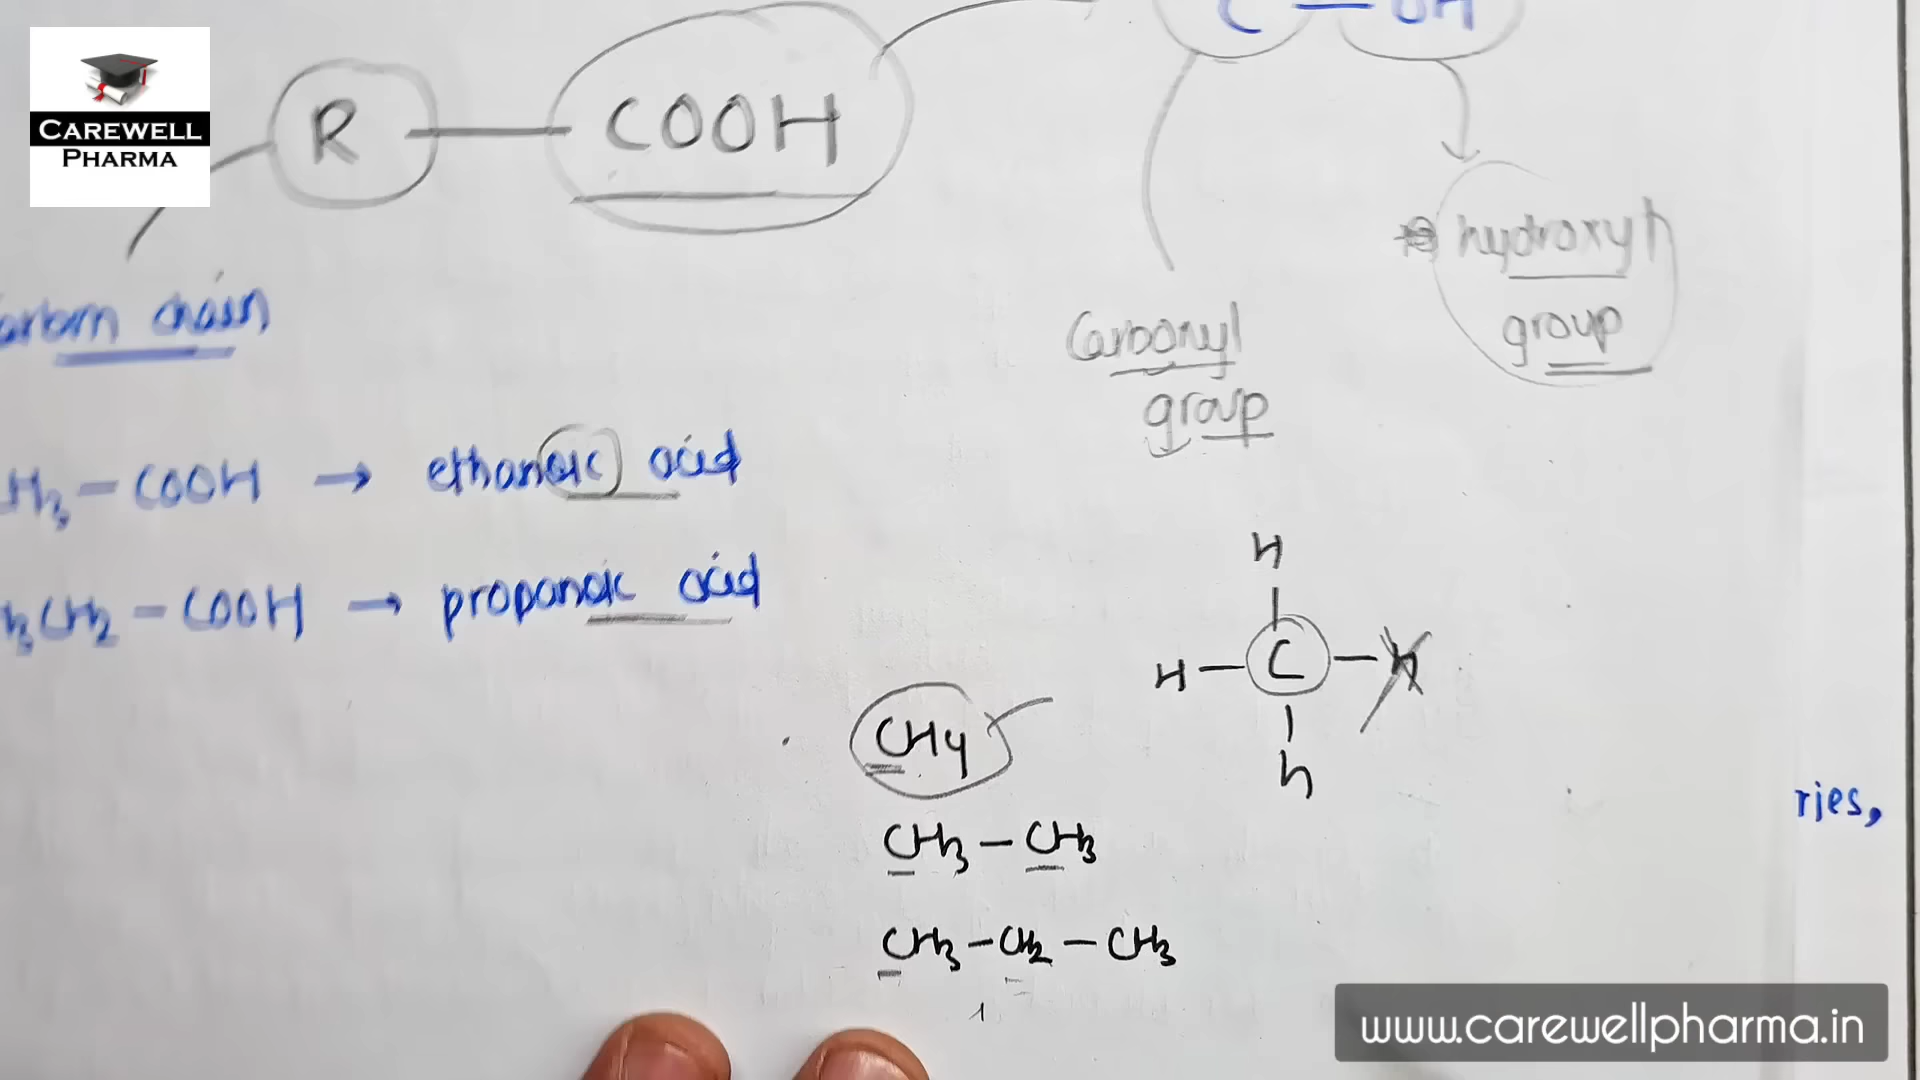 C — OH
CAREWELL
PHARMA
R — COOH
hydroxyl
group
Carbonyl
group
arbon chain
H3 – COOH → ethanoic acid
3CH2 – COOH → propanoic acid
H
H – C – H
h
CH4
CH3 – CH3
CH3 – CH2 – CH3
ries,
www.carewellpharma.in